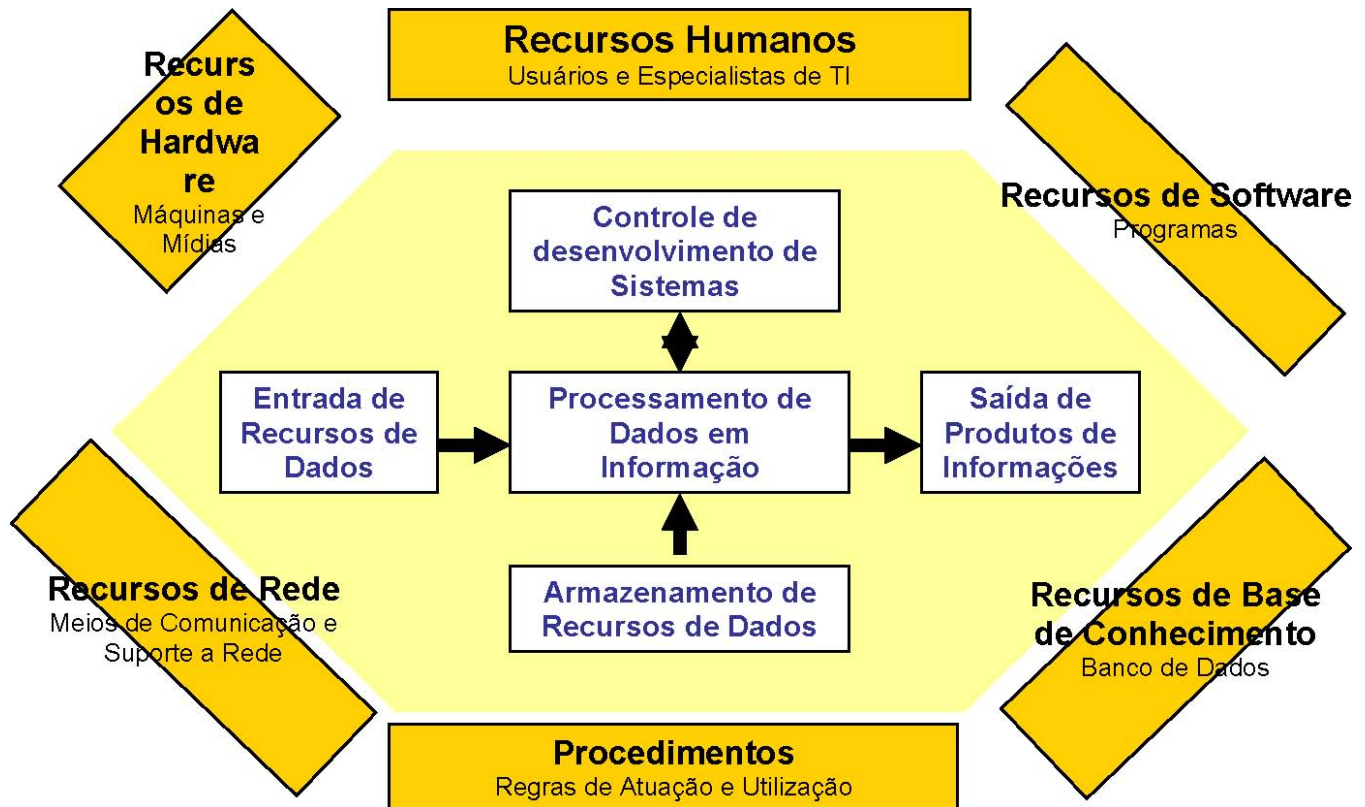 Recursos Humanos
Usuários e Especialistas de TI
Recurs
os de
Hardwa
re
Máquinas e
Mídias
Recursos de Software
Programas
Controle de
desenvolvimento de
Sistemas
Entrada de
Recursos de
Dados
Processamento de
Dados em
Informação
Saída de
Produtos de
Informações
Armazenamento de
Recursos de Dados
Recursos de Rede
Meios de Comunicação e
Suporte a Rede
Recursos de Base
de Conhecimento
Banco de Dados
Procedimentos
Regras de Atuação e Utilização